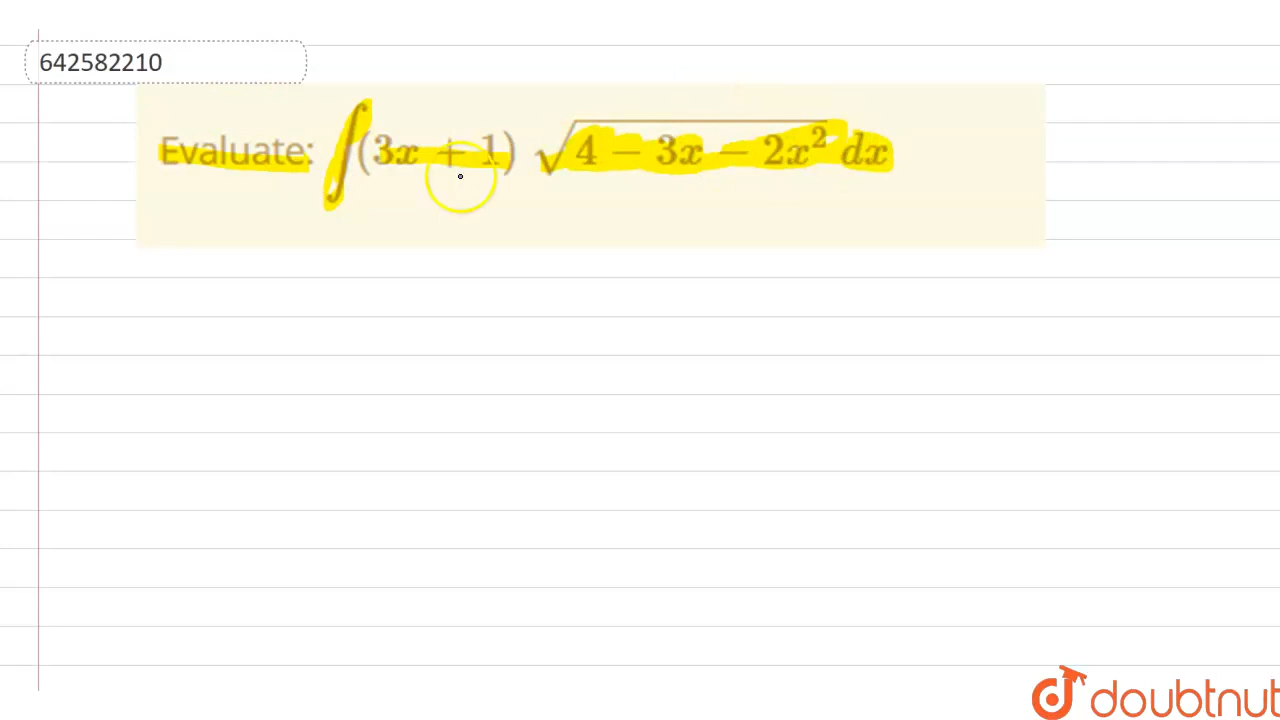 642582210
Evaluate: ∫(3x + 1) √(4 − 3x − 2x²) dx
doubtnut